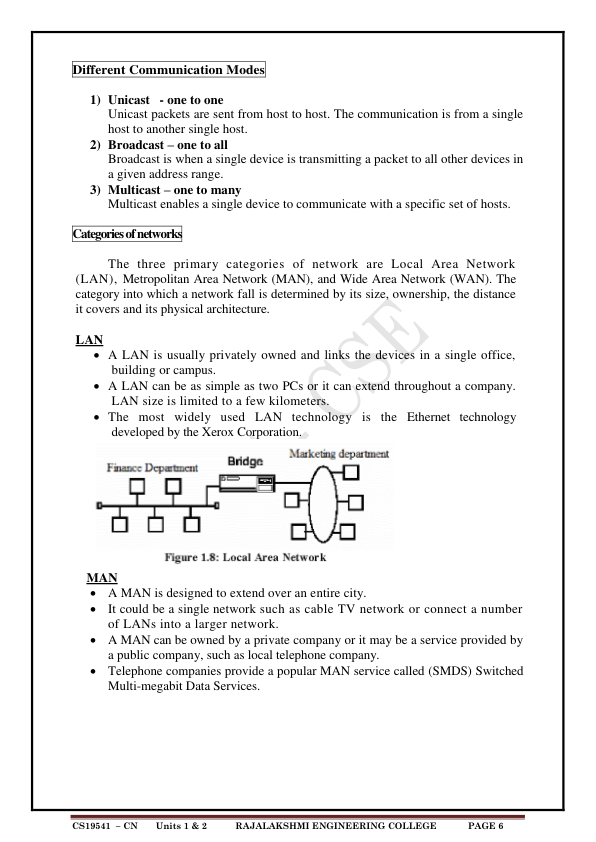 Different Communication Modes
1) Unicast - one to one
Unicast packets are sent from host to host. The communication is from a single
host to another single host.
2) Broadcast – one to all
Broadcast is when a single device is transmitting a packet to all other devices in
a given address range.
3) Multicast – one to many
Multicast enables a single device to communicate with a specific set of hosts.
Categories of networks
The three primary categories of network are Local Area Network
(LAN), Metropolitan Area Network (MAN), and Wide Area Network (WAN). The
category into which a network fall is determined by its size, ownership, the distance
it covers and its physical architecture.
LAN
• A LAN is usually privately owned and links the devices in a single office,
building or campus.
• A LAN can be as simple as two PCs or it can extend throughout a company.
LAN size is limited to a few kilometers.
• The most widely used LAN technology is the Ethernet technology
developed by the Xerox Corporation.
CSE
Finance Department
Bridge
Marketing department
Figure 1.8: Local Area Network
MAN
• A MAN is designed to extend over an entire city.
• It could be a single network such as cable TV network or connect a number
of LANs into a larger network.
• A MAN can be owned by a private company or it may be a service provided by
a public company, such as local telephone company.
• Telephone companies provide a popular MAN service called (SMDS) Switched
Multi-megabit Data Services.
CS19541 – CN Units 1 & 2 RAJALAKSHMI ENGINEERING COLLEGE PAGE 6